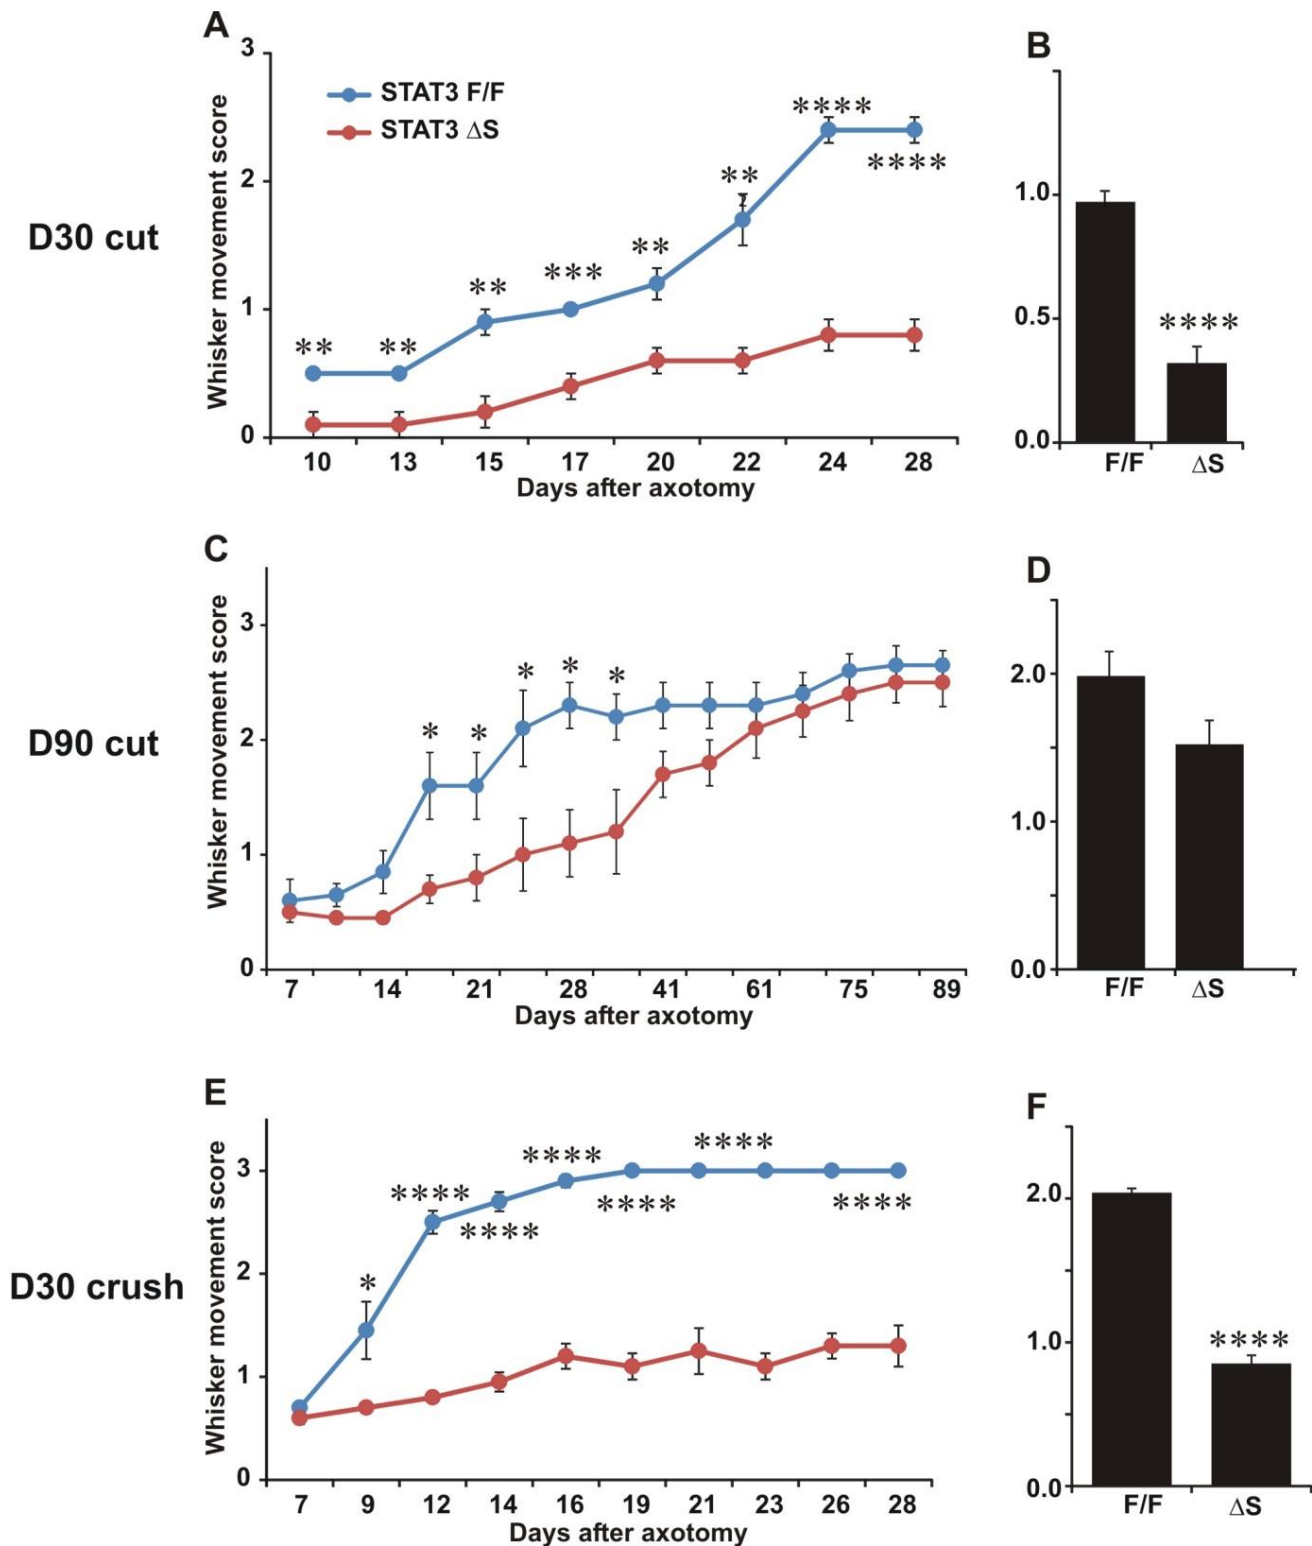 A
3
STAT3 F/F
STAT3 ΔS
****
****
**
**
***
**
**
**
2
1
0
Whisker movement score
10 13 15 17 20 22 24 28
Days after axotomy
D30 cut
B
1.0
0.5
0.0
****
F/F ΔS
C
3
2
1
0
Whisker movement score
* * * * *
7 14 21 28 41 61 75 89
Days after axotomy
D90 cut
D
2.0
1.0
0.0
F/F ΔS
E
3
2
1
0
Whisker movement score
*
****
****
****
****
****
****
7 9 12 14 16 19 21 23 26 28
Days after axotomy
D30 crush
F
2.0
1.0
0.0
****
F/F ΔS